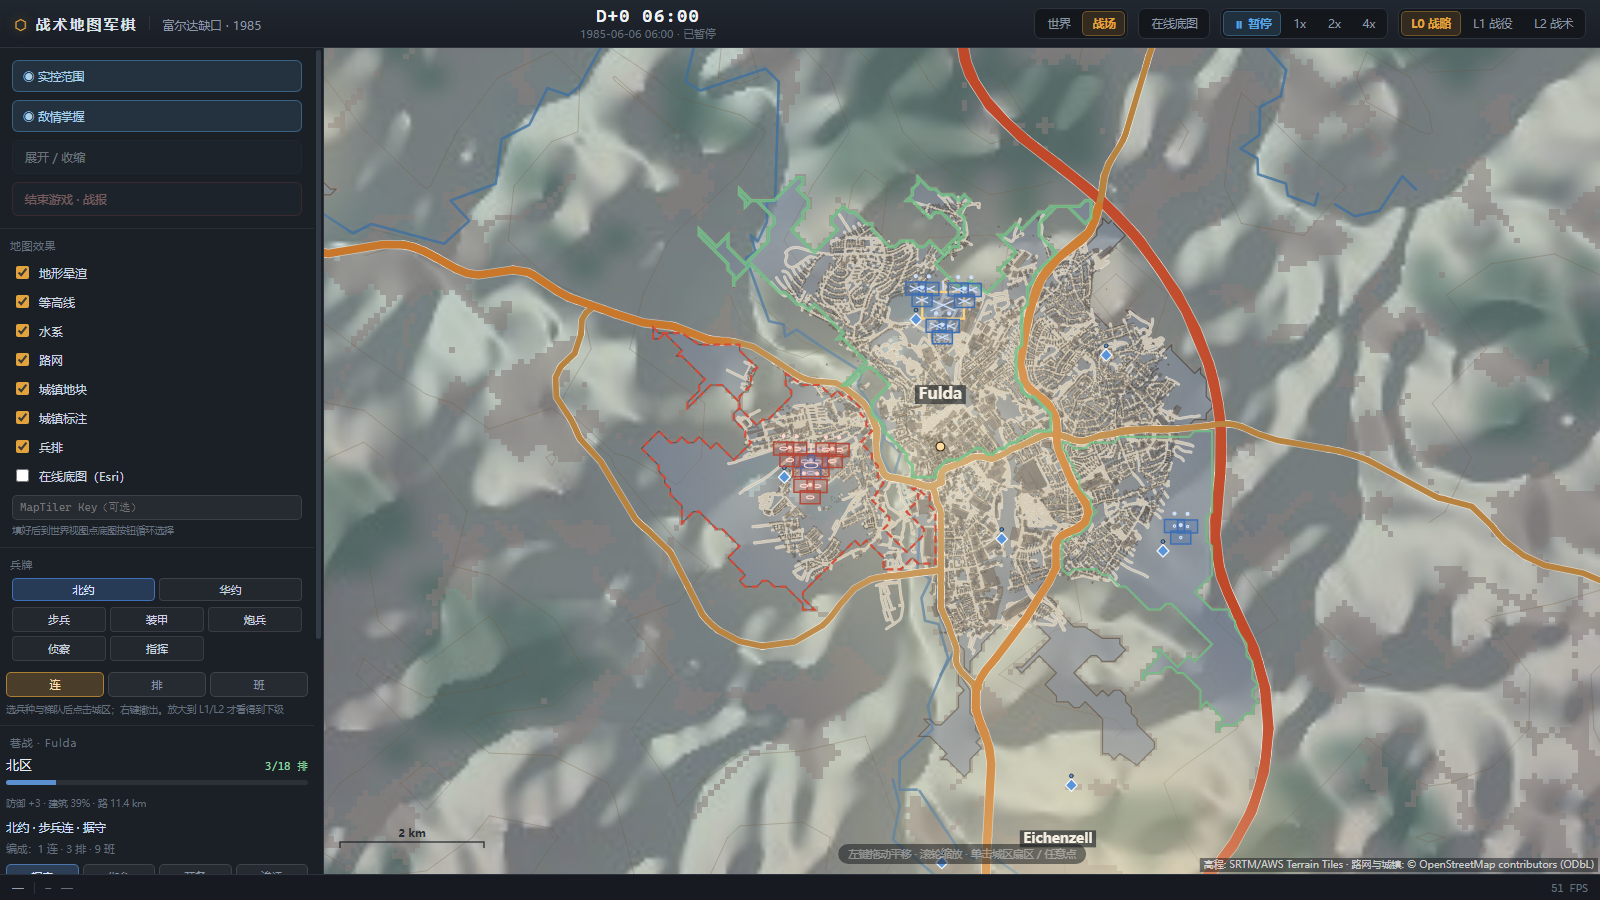 战术地图军棋
富尔达缺口 · 1985
D+0 06:00
1985-06-06 06:00 · 已暂停
世界
战场
在线底图
⏸ 暂停
1x
2x
4x
L0 战略
L1 战役
L2 战术
◉ 实控范围
◉ 敌情掌握
展开 / 收缩
结束游戏 · 战报
地图效果
地形晕渲
等高线
水系
路网
城镇地块
城镇标注
兵排
在线底图（Esri）
MapTiler Key（可选）
填好后到世界视图点底图按钮循环选择
兵牌
北约
华约
步兵
装甲
炮兵
侦察
指挥
连
排
班
选兵种与梯队后点击城区；右键撤出。放大到 L1/L2 才看得到下级
巷战 · Fulda
北区
3/18 排
防御 +3 · 建筑 39% · 路 11.4 km
北约 · 步兵连 · 据守
编成：1 连 · 3 排 · 9 班
Fulda
Eichenzell
2 km
左键拖动平移 · 滚轮缩放 · 单击城区扇区 / 任意点
高程: SRTM/AWS Terrain Tiles · 路网与城镇: © OpenStreetMap contributors (ODbL)
— – —
51 FPS